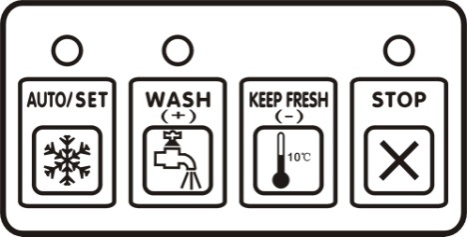 AUTO/SET
WASH
(+)
KEEP FRESH
(-)
10℃
STOP